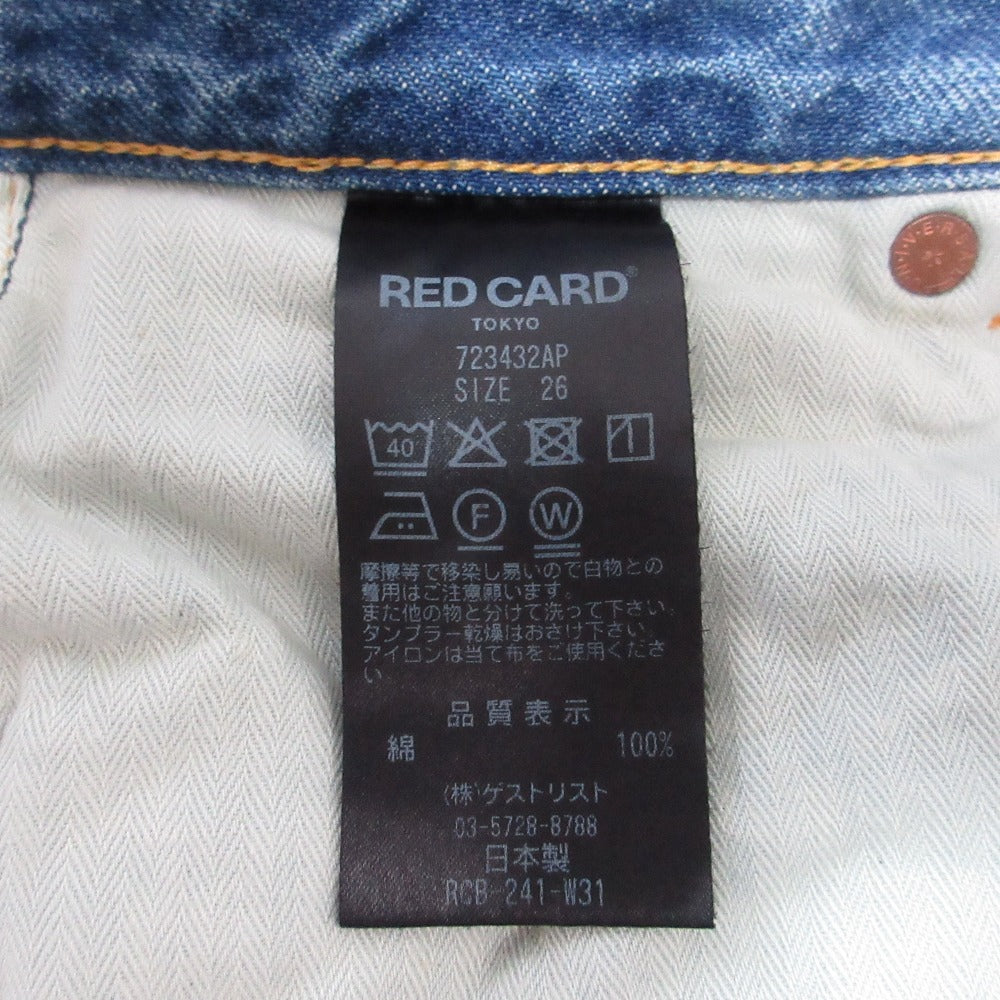 RED CARD®
TOKYO
723432AP
SIZE 26
40
F W
摩擦等で移染し易いので白物との
着用はご注意願います.
また他の物と分けて洗って下さい.
タンブラー乾燥はおさけ下さい.
アイロンは当て布をご使用くださ
い
品質表示
綿 100%
(株)ゲストリスト
03-5728-8788
日本製
RCB-241-W31